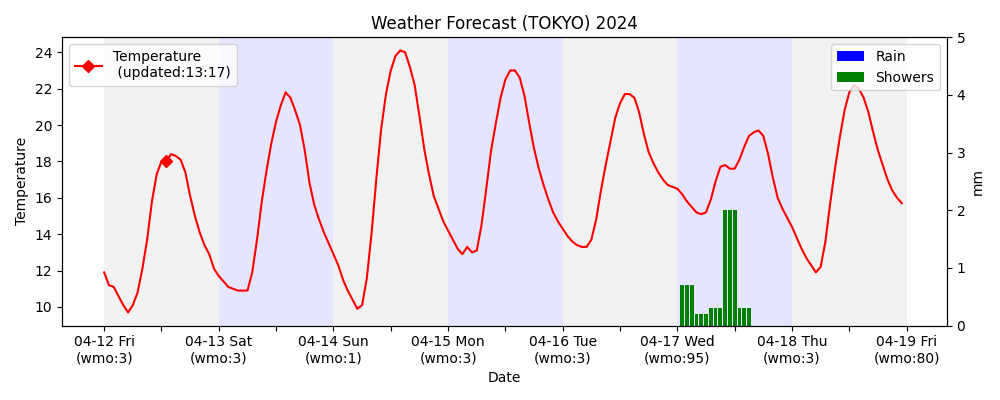 Weather Forecast (TOKYO) 2024
Temperature
(updated:13:17)
Rain
Showers
Temperature
24
22
20
18
16
14
12
10
5
4
3
2
1
0
mm
04-12 Fri
(wmo:3)
04-13 Sat
(wmo:3)
04-14 Sun
(wmo:1)
04-15 Mon
(wmo:3)
04-16 Tue
(wmo:3)
04-17 Wed
(wmo:95)
04-18 Thu
(wmo:3)
04-19 Fri
(wmo:80)
Date